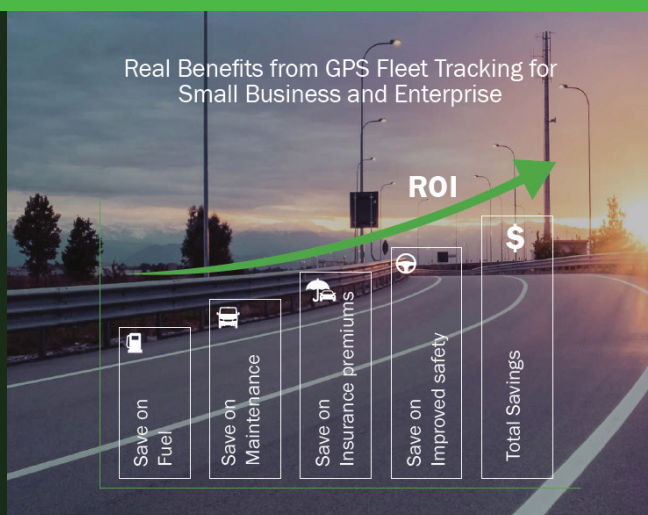 Real Benefits from GPS Fleet Tracking for
Small Business and Enterprise
ROI
$
Save on
Fuel
Save on
Maintenance
Save on
Insurance premiums
Save on
Improved safety
Total Savings